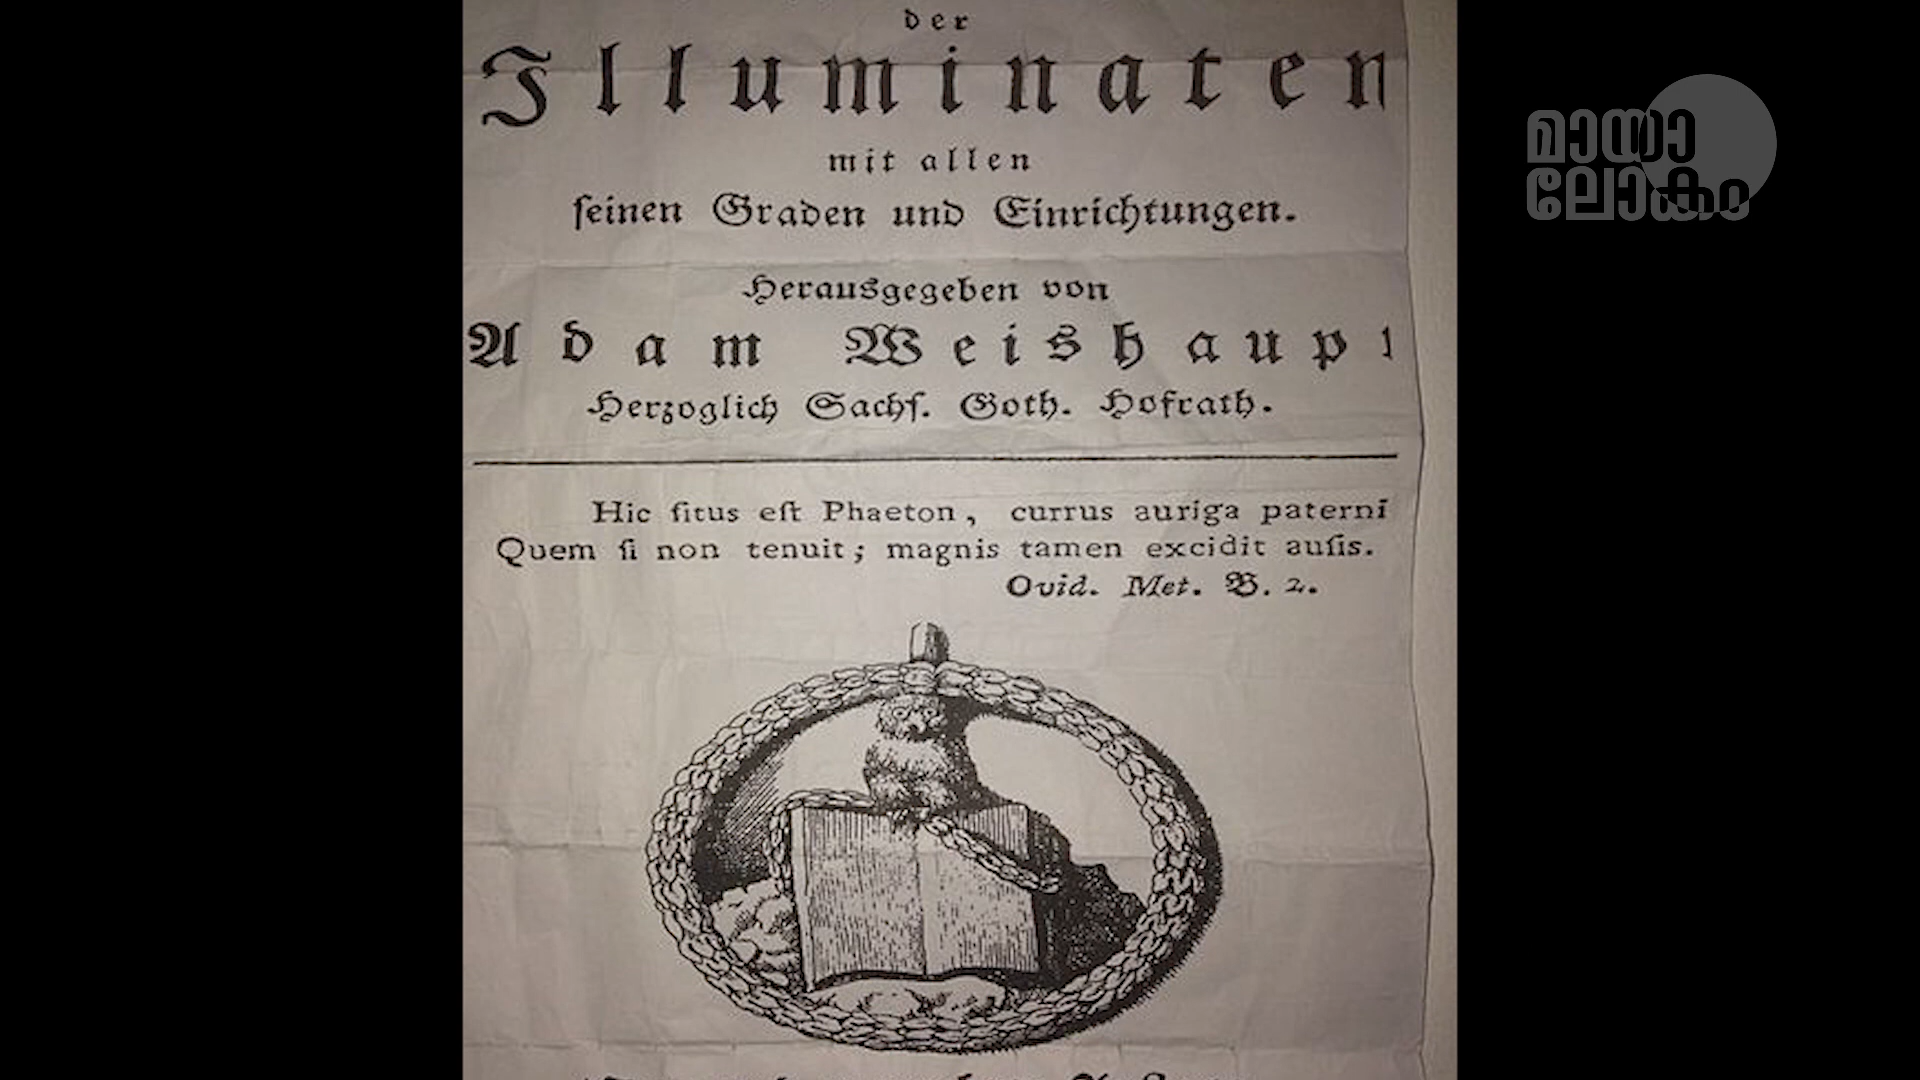 der
Illuminaten
mit allen
ſeinen Graden und Einrichtungen.
Herausgegeben von
Adam Weishaupt
Herzoglich Sachſ. Goth. Hofrath.
Hic ſitus eſt Phaeton, currus auriga paterni
Quem ſi non tenuit; magnis tamen excidit auſis.
Ovid. Met. B. 2.
മായാ
ലോകം